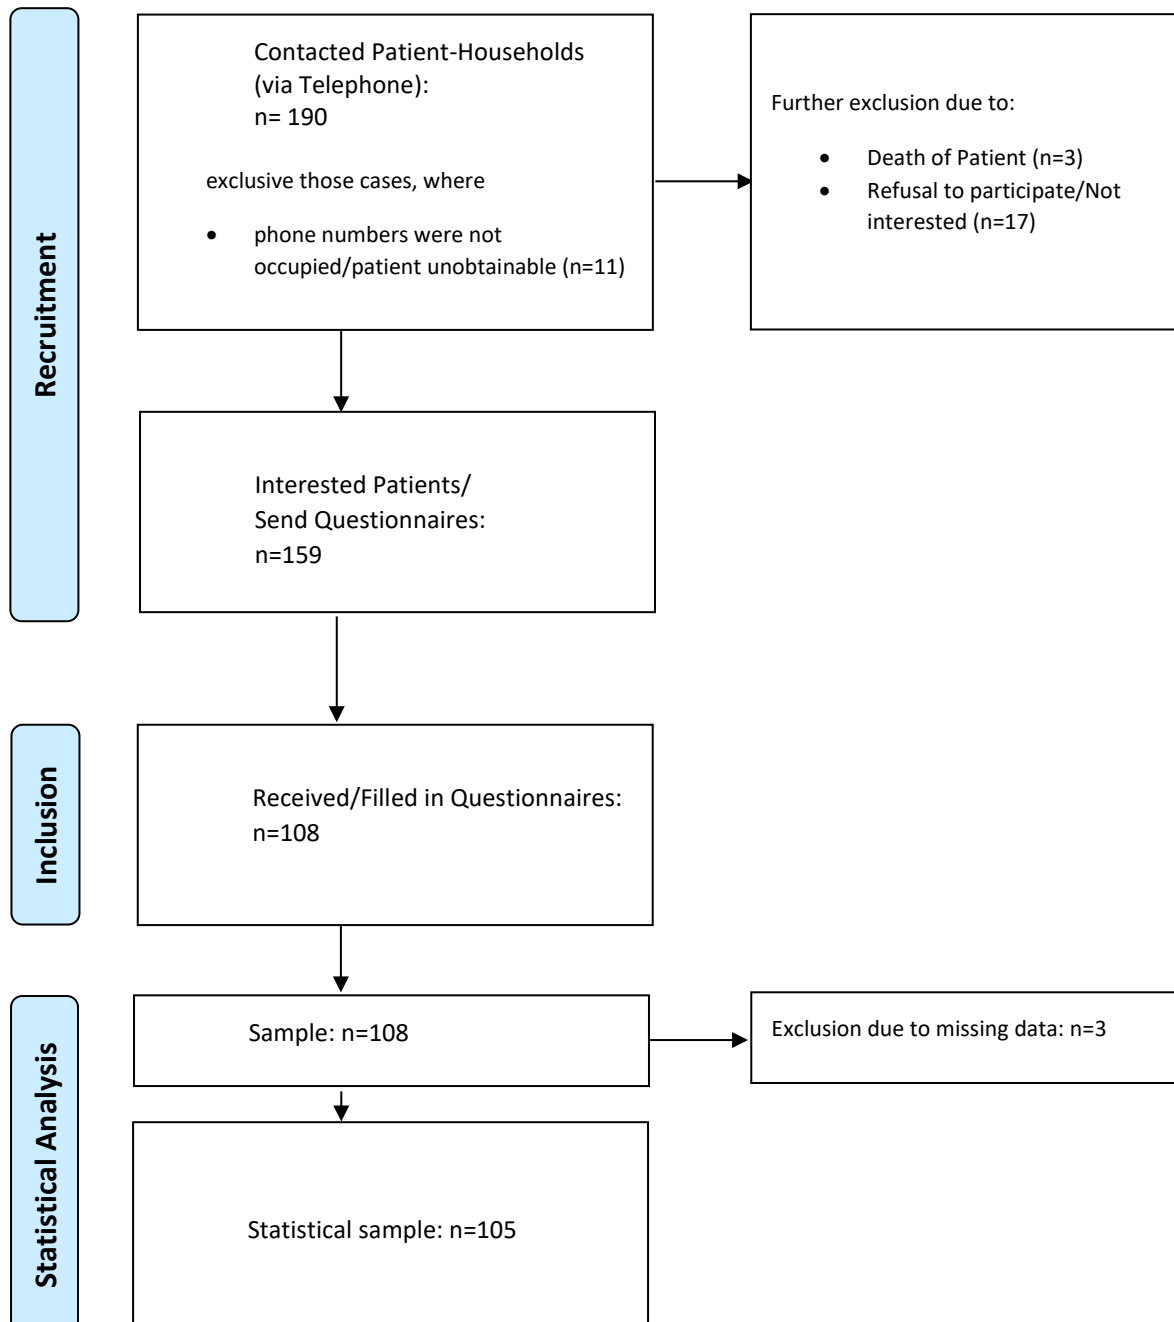 Recruitment
Contacted Patient-Households
(via Telephone):
n= 190
exclusive those cases, where
• phone numbers were not
occupied/patient unobtainable (n=11)
Further exclusion due to:
• Death of Patient (n=3)
• Refusal to participate/Not
interested (n=17)
Interested Patients/
Send Questionnaires:
n=159
Inclusion
Received/Filled in Questionnaires:
n=108
Statistical Analysis
Sample: n=108
Exclusion due to missing data: n=3
Statistical sample: n=105